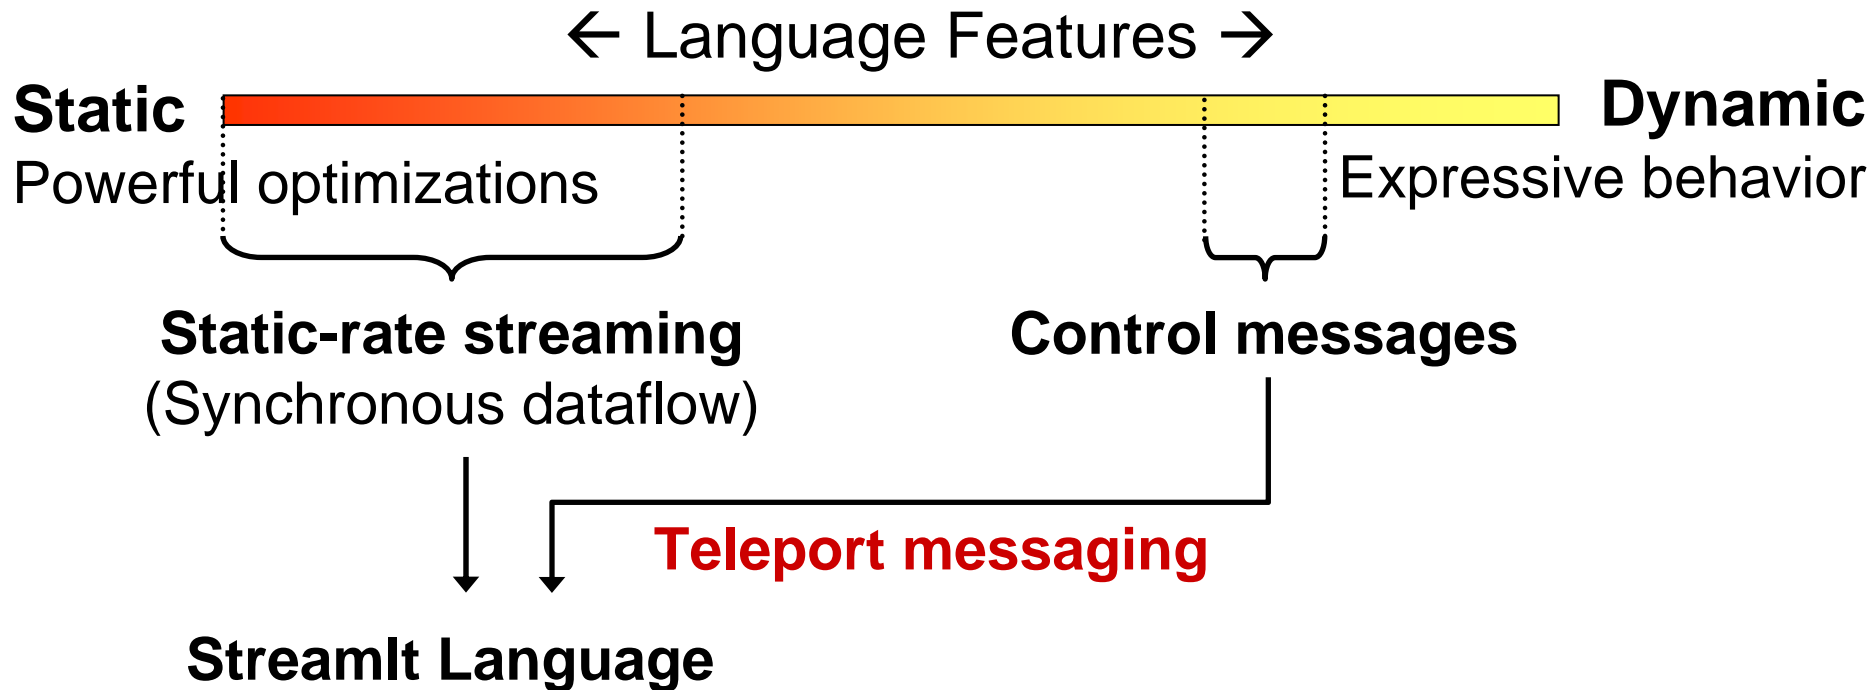 ← Language Features →
Static
Dynamic
Powerful optimizations
Expressive behavior
Static-rate streaming
(Synchronous dataflow)
Control messages
Teleport messaging
StreamIt Language